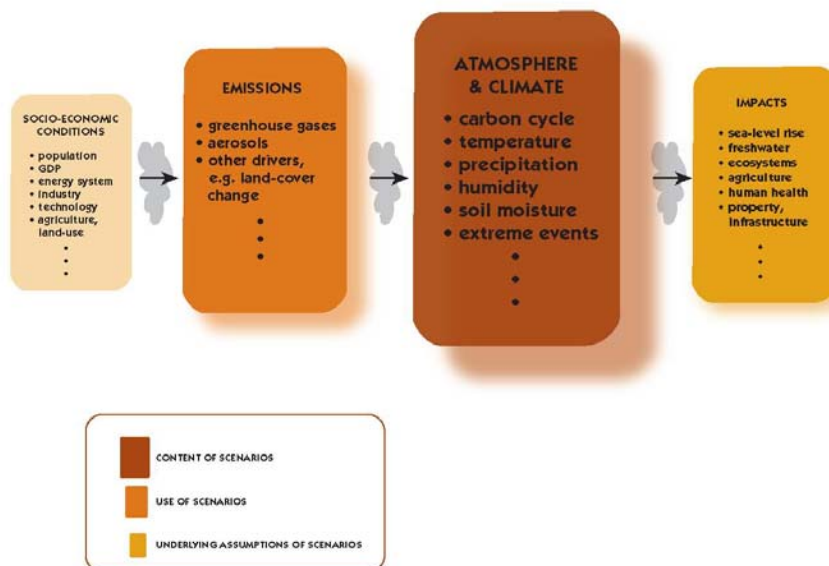 SOCIO-ECONOMIC
CONDITIONS
• population
• GDP
• energy system
• industry
• technology
• agriculture,
land-use
EMISSIONS
• greenhouse gases
• aerosols
• other drivers,
e.g. land-cover
change
ATMOSPHERE
& CLIMATE
• carbon cycle
• temperature
• precipitation
• humidity
• soil moisture
• extreme events
IMPACTS
• sea-level rise
• freshwater
• ecosystems
• agriculture
• human health
• property,
infrastructure
CONTENT OF SCENARIOS
USE OF SCENARIOS
UNDERLYING ASSUMPTIONS OF SCENARIOS